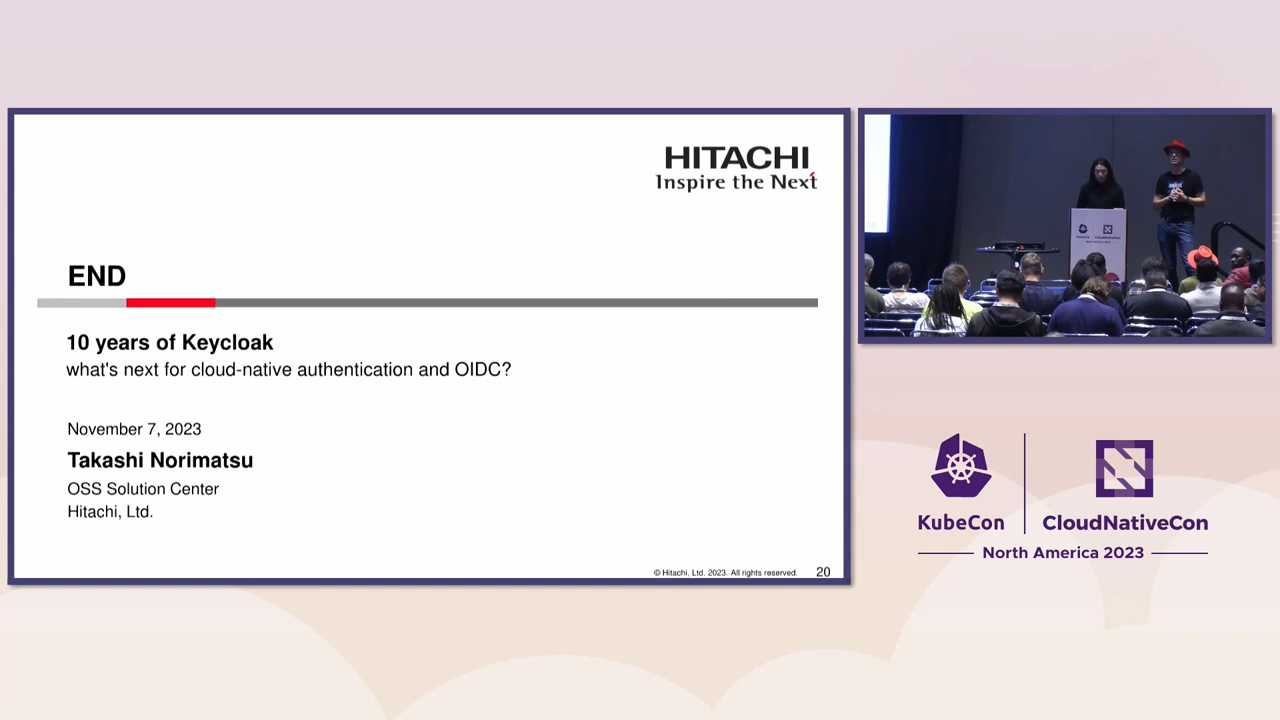 HITACHI
Inspire the Next
END
10 years of Keycloak
what's next for cloud-native authentication and OIDC?
November 7, 2023
Takashi Norimatsu
OSS Solution Center
Hitachi, Ltd.
© Hitachi, Ltd. 2023. All rights reserved.
20
KubeCon
CloudNativeCon
North America 2023